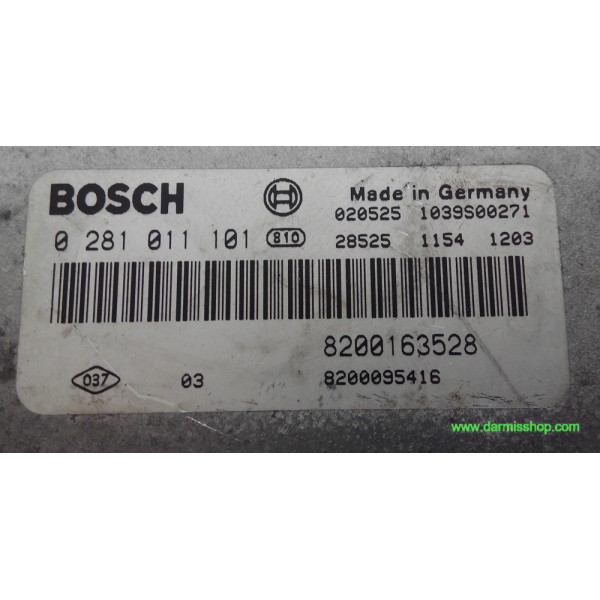 BOSCH
Made in Germany
020525 1039S00271
0 281 011 101 810
28525 1154 1203
8200163528
037 03
8200095416
www.darmisshop.com